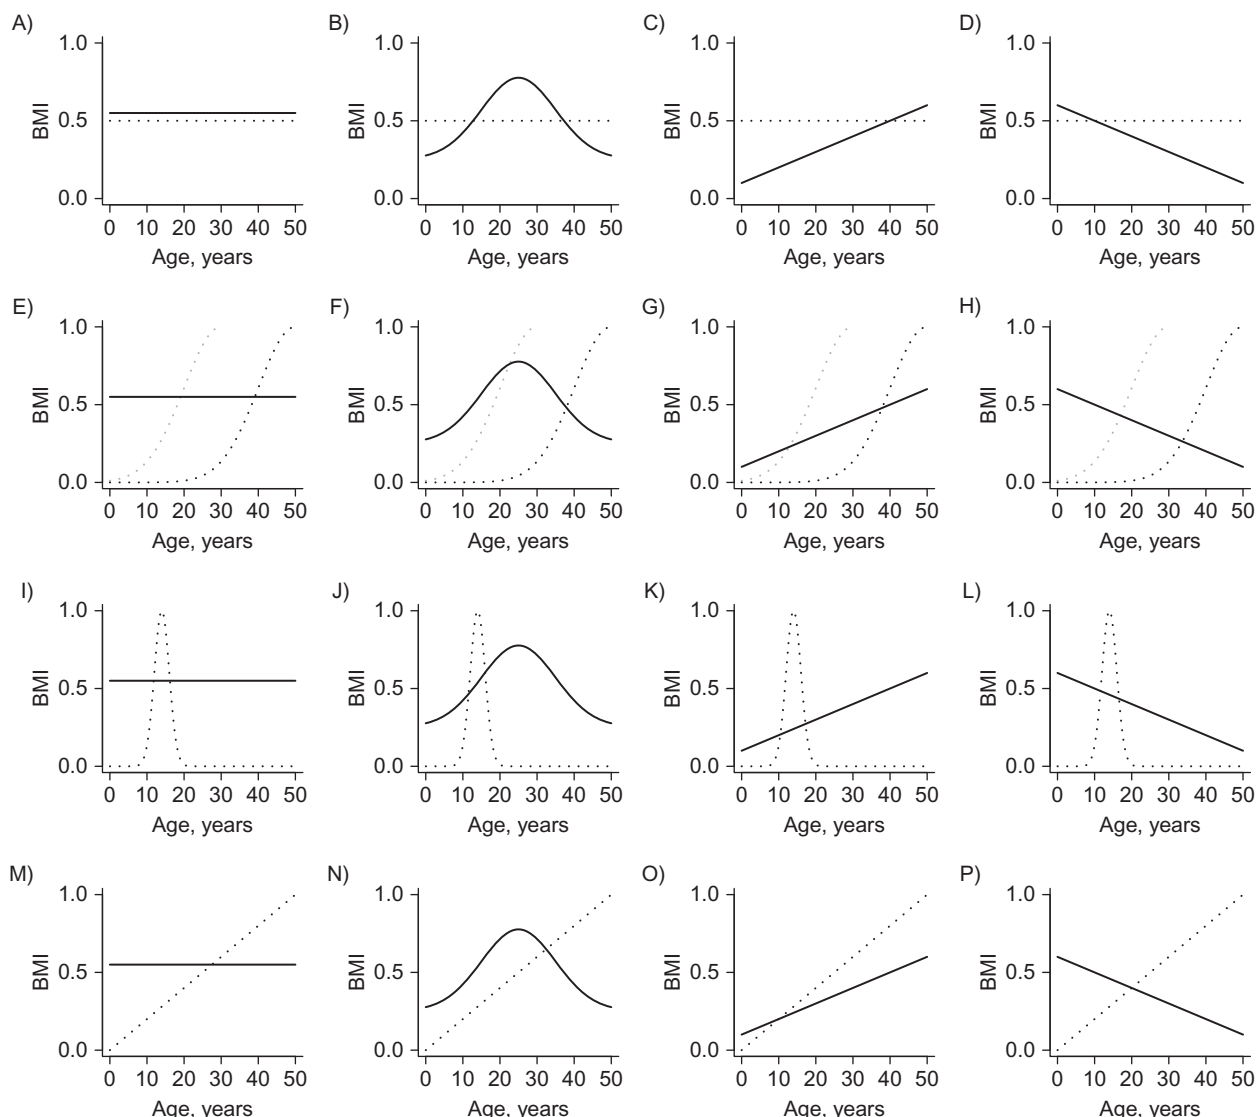 A) B) C) D)
1.0 1.0 1.0 1.0
BMI BMI BMI BMI
0.5 0.5 0.5 0.5
0.0 0.0 0.0 0.0
0 10 20 30 40 50 0 10 20 30 40 50 0 10 20 30 40 50 0 10 20 30 40 50
Age, years Age, years Age, years Age, years
E) F) G) H)
1.0 1.0 1.0 1.0
BMI BMI BMI BMI
0.5 0.5 0.5 0.5
0.0 0.0 0.0 0.0
0 10 20 30 40 50 0 10 20 30 40 50 0 10 20 30 40 50 0 10 20 30 40 50
Age, years Age, years Age, years Age, years
I) J) K) L)
1.0 1.0 1.0 1.0
BMI BMI BMI BMI
0.5 0.5 0.5 0.5
0.0 0.0 0.0 0.0
0 10 20 30 40 50 0 10 20 30 40 50 0 10 20 30 40 50 0 10 20 30 40 50
Age, years Age, years Age, years Age, years
M) N) O) P)
1.0 1.0 1.0 1.0
BMI BMI BMI BMI
0.5 0.5 0.5 0.5
0.0 0.0 0.0 0.0
0 10 20 30 40 50 0 10 20 30 40 50 0 10 20 30 40 50 0 10 20 30 40 50
Age, years Age, years Age, years Age, years